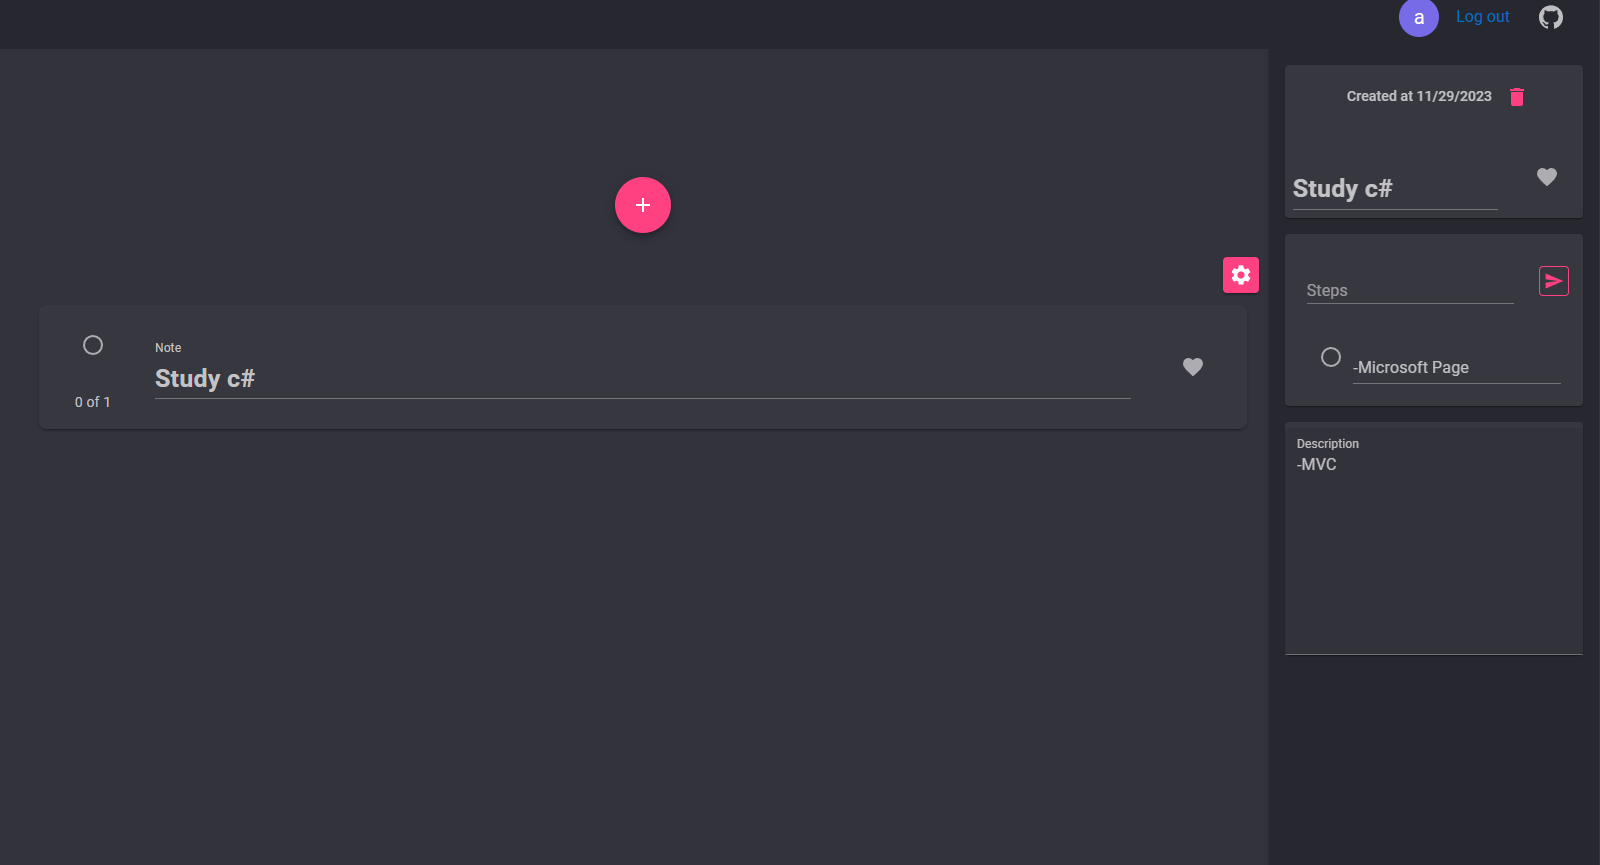 a
Log out
Created at 11/29/2023
Study c#
Steps
-Microsoft Page
Description
-MVC
Note
Study c#
0 of 1